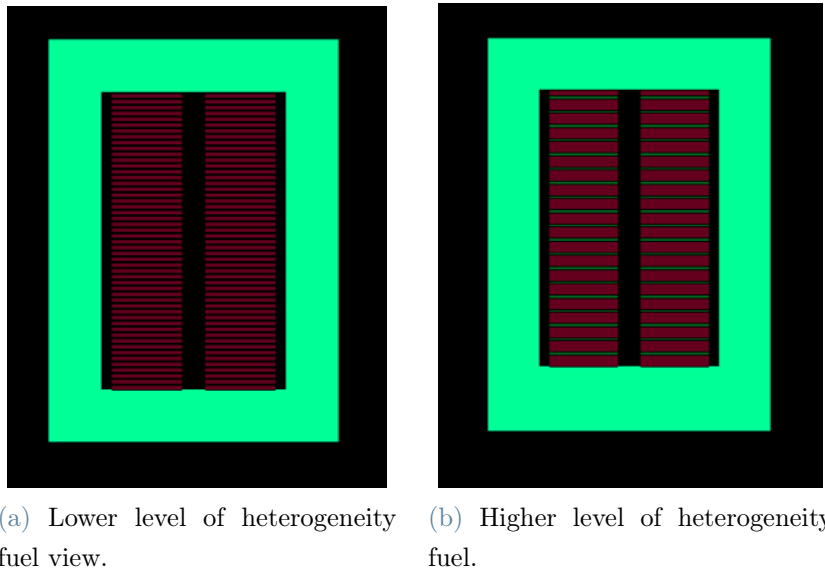 (a) Lower level of heterogeneity
fuel view.
(b) Higher level of heterogeneity
fuel.